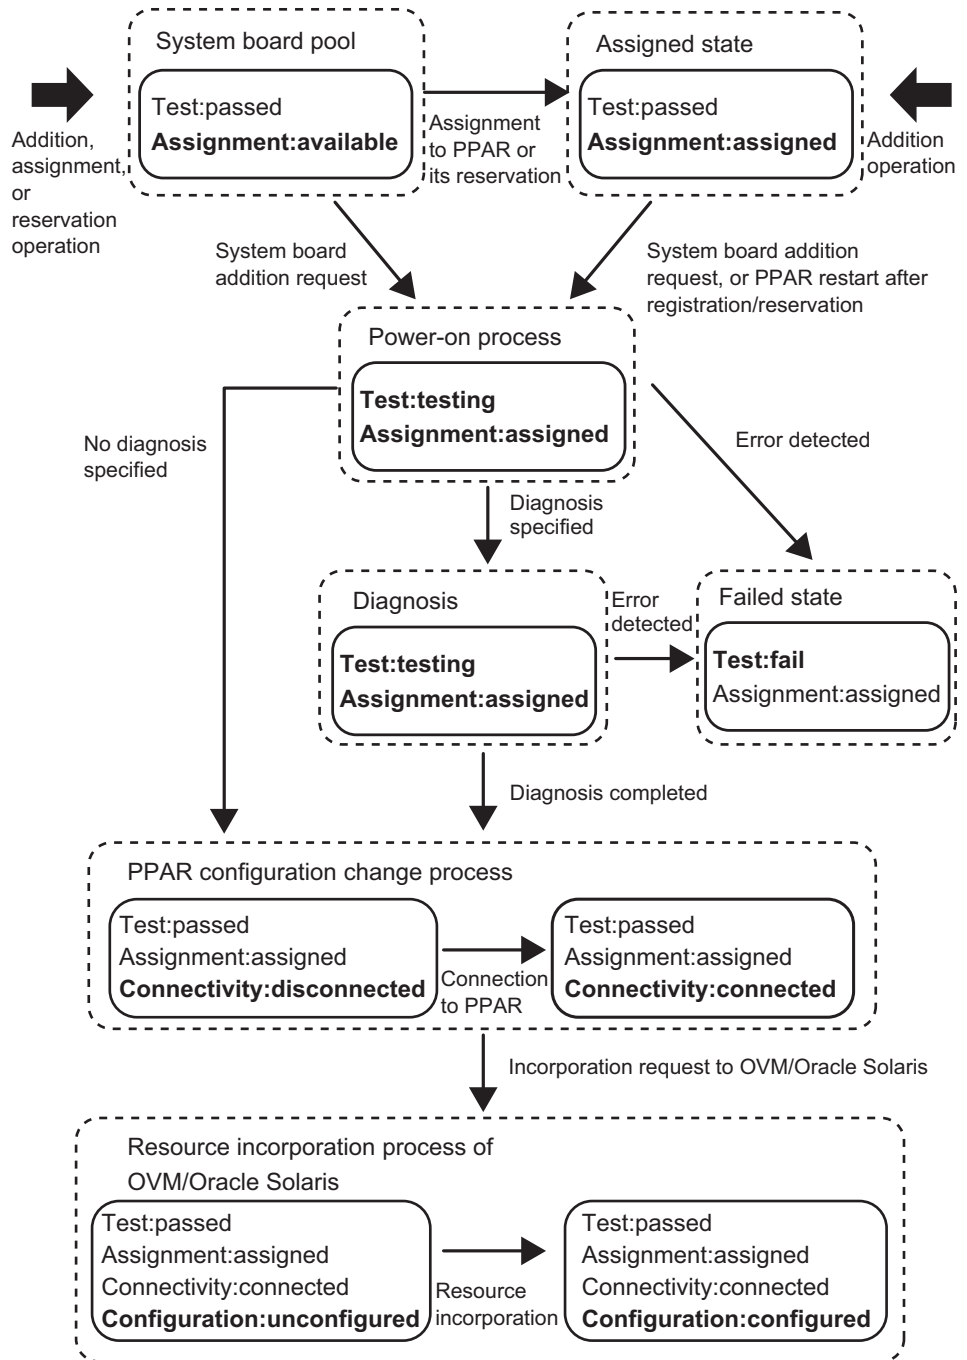 System board pool
Test:passed
Assignment:available
Assigned state
Test:passed
Assignment:assigned
Addition,
assignment,
or
reservation
operation
Assignment
to PPAR or
its reservation
Addition
operation
System board
addition request
System board addition
request, or PPAR restart after
registration/reservation
Power-on process
Test:testing
Assignment:assigned
No diagnosis
specified
Error detected
Diagnosis
specified
Diagnosis
Test:testing
Assignment:assigned
Error
detected
Failed state
Test:fail
Assignment:assigned
Diagnosis completed
PPAR configuration change process
Test:passed
Assignment:assigned
Connectivity:disconnected
Connection
to PPAR
Test:passed
Assignment:assigned
Connectivity:connected
Incorporation request to OVM/Oracle Solaris
Resource incorporation process of
OVM/Oracle Solaris
Test:passed
Assignment:assigned
Connectivity:connected
Configuration:unconfigured
Resource
incorporation
Test:passed
Assignment:assigned
Connectivity:connected
Configuration:configured